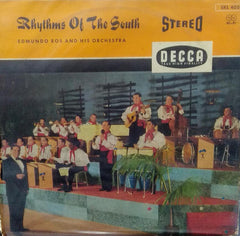 Rhythms Of The South
STEREO
EDMUNDO ROS AND HIS ORCHESTRA
DECCA